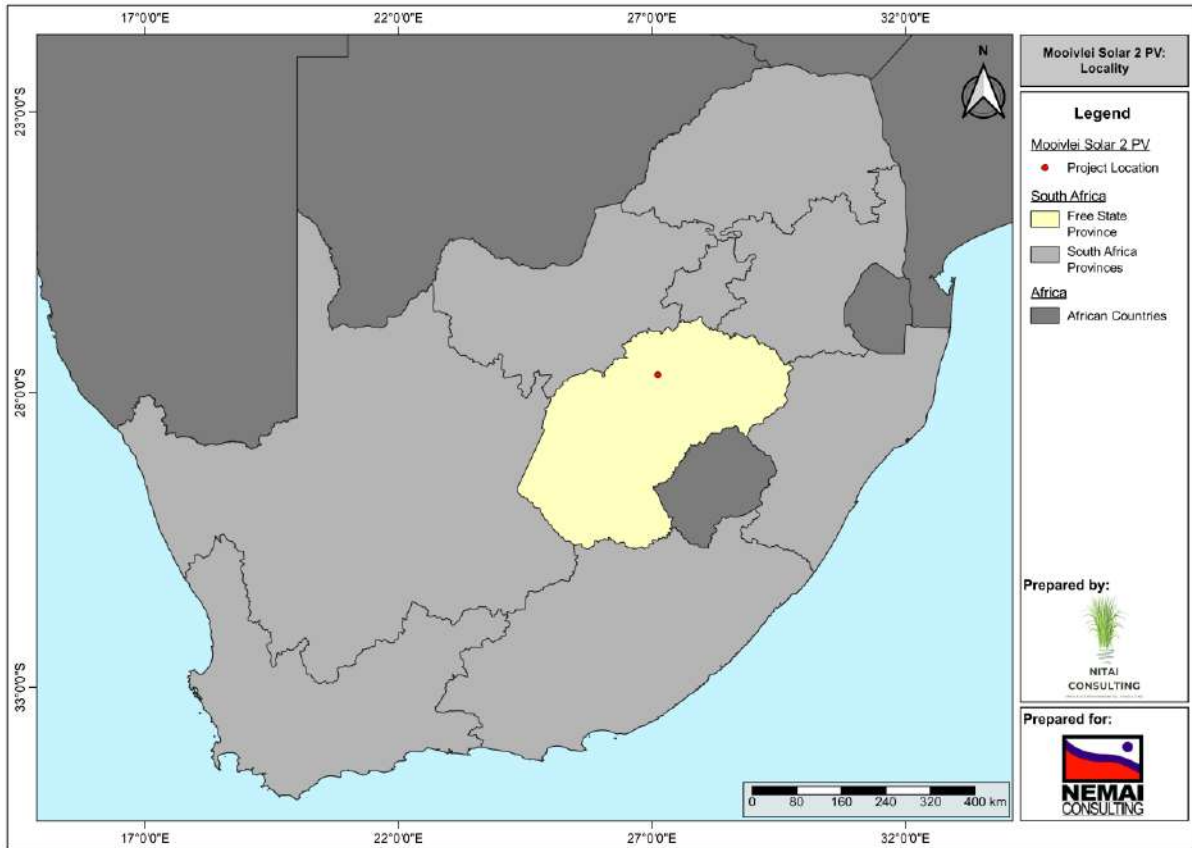 17°0'0"E 22°0'0"E 27°0'0"E 32°0'0"E
23°0'0"S
28°0'0"S
33°0'0"S
N
17°0'0"E 22°0'0"E 27°0'0"E 32°0'0"E
0 80 160 240 320 400 km
Mooivlei Solar 2 PV:
Locality
Legend
Mooivlei Solar 2 PV
Project Location
South Africa
Free State
Province
South Africa
Provinces
Africa
African Countries
Prepared by:
NITAI
CONSULTING
Prepared for:
NEMAI
CONSULTING